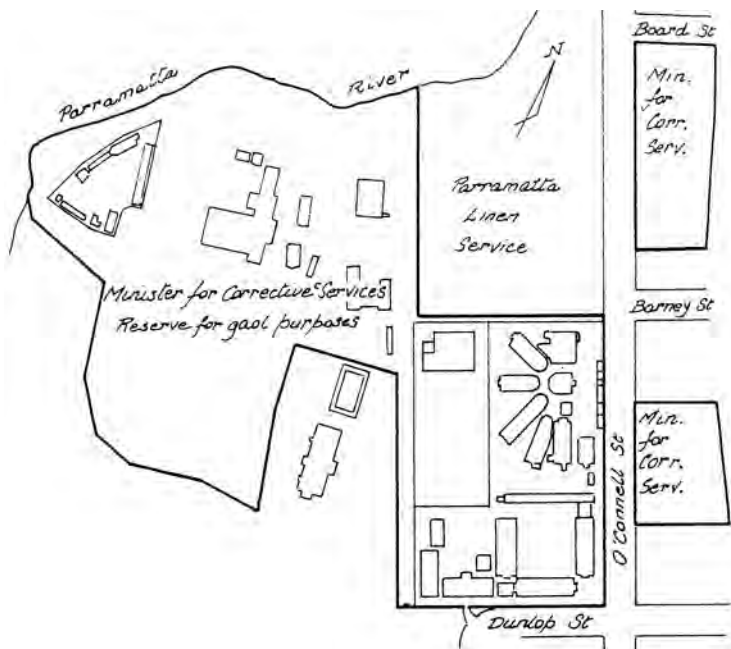 Board St
Parramatta
River
N
Min.
for
Corr.
Serv.
Parramatta
Linen
Service
Minister for Corrective Services
Reserve for gaol purposes
Barney St
Min.
for
Corr.
Serv.
O'Connell St
Dunlop St